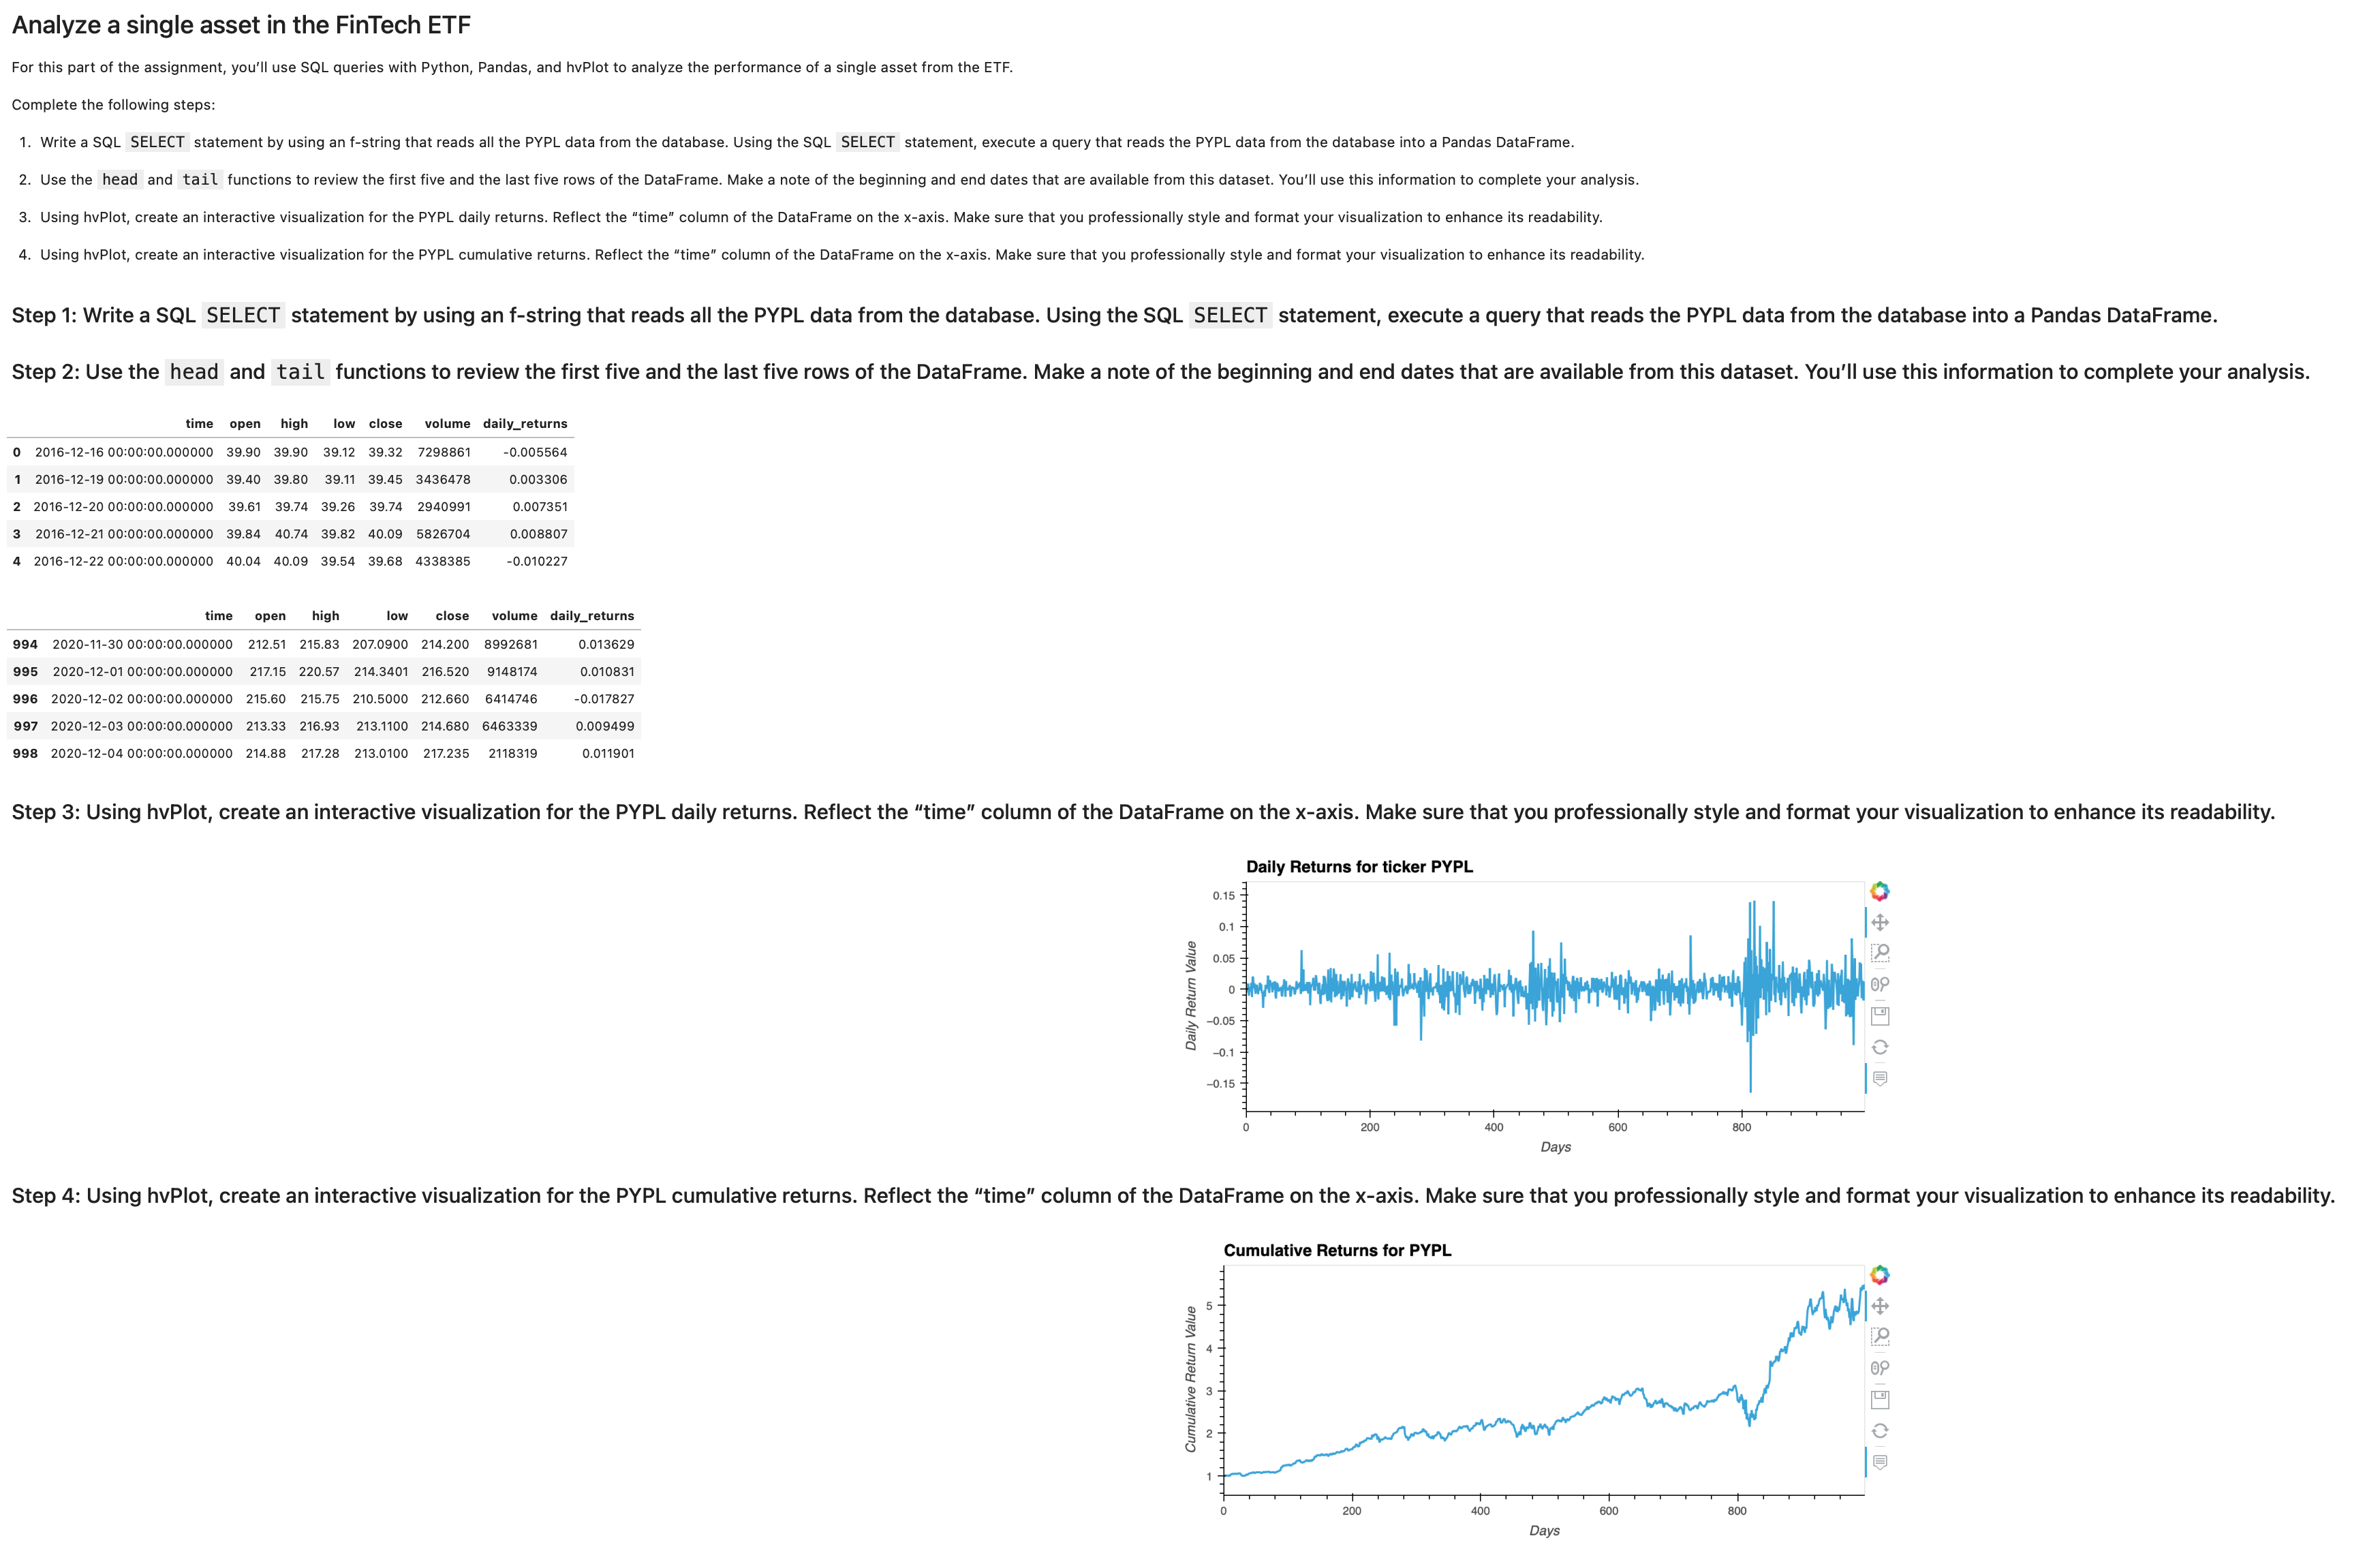 Analyze a single asset in the FinTech ETF
For this part of the assignment, you’ll use SQL queries with Python, Pandas, and hvPlot to analyze the performance of a single asset from the ETF.
Complete the following steps:
1. Write a SQL SELECT statement by using an f-string that reads all the PYPL data from the database. Using the SQL SELECT statement, execute a query that reads the PYPL data from the database into a Pandas DataFrame.
2. Use the head and tail functions to review the first five and the last five rows of the DataFrame. Make a note of the beginning and end dates that are available from this dataset. You’ll use this information to complete your analysis.
3. Using hvPlot, create an interactive visualization for the PYPL daily returns. Reflect the “time” column of the DataFrame on the x-axis. Make sure that you professionally style and format your visualization to enhance its readability.
4. Using hvPlot, create an interactive visualization for the PYPL cumulative returns. Reflect the “time” column of the DataFrame on the x-axis. Make sure that you professionally style and format your visualization to enhance its readability.
Step 1: Write a SQL SELECT statement by using an f-string that reads all the PYPL data from the database. Using the SQL SELECT statement, execute a query that reads the PYPL data from the database into a Pandas DataFrame.
Step 2: Use the head and tail functions to review the first five and the last five rows of the DataFrame. Make a note of the beginning and end dates that are available from this dataset. You’ll use this information to complete your analysis.
time open high low close volume daily_returns
0 2016-12-16 00:00:00.000000 39.90 39.90 39.12 39.32 7298861 -0.005564
1 2016-12-19 00:00:00.000000 39.40 39.80 39.11 39.45 3436478 0.003306
2 2016-12-20 00:00:00.000000 39.61 39.74 39.26 39.74 2940991 0.007351
3 2016-12-21 00:00:00.000000 39.84 40.74 39.82 40.09 5826704 0.008807
4 2016-12-22 00:00:00.000000 40.04 40.09 39.54 39.68 4338385 -0.010227
time open high low close volume daily_returns
994 2020-11-30 00:00:00.000000 212.51 215.83 207.0900 214.200 8992681 0.013629
995 2020-12-01 00:00:00.000000 217.15 220.57 214.3401 216.520 9148174 0.010831
996 2020-12-02 00:00:00.000000 215.60 215.75 210.5000 212.660 6414746 -0.017827
997 2020-12-03 00:00:00.000000 213.33 216.93 213.1100 214.680 6463339 0.009499
998 2020-12-04 00:00:00.000000 214.88 217.28 213.0100 217.235 2118319 0.011901
Step 3: Using hvPlot, create an interactive visualization for the PYPL daily returns. Reflect the “time” column of the DataFrame on the x-axis. Make sure that you professionally style and format your visualization to enhance its readability.
Daily Returns for ticker PYPL
Daily Return Value
0.15
0.1
0.05
0
−0.05
−0.1
−0.15
0 200 400 600 800
Days
Step 4: Using hvPlot, create an interactive visualization for the PYPL cumulative returns. Reflect the “time” column of the DataFrame on the x-axis. Make sure that you professionally style and format your visualization to enhance its readability.
Cumulative Returns for PYPL
Cumulative Return Value
5
4
3
2
1
0 200 400 600 800
Days